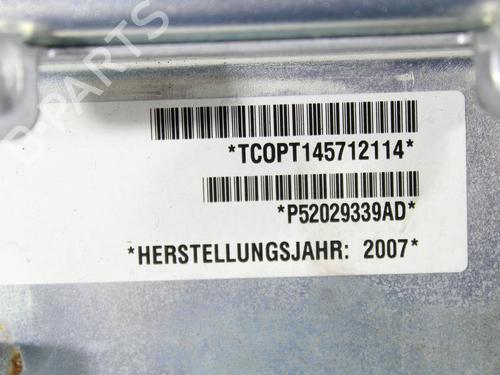 B-PARTS
*TCOPT145712114*
*P52029339AD*
*HERSTELLUNGSJAHR: 2007*